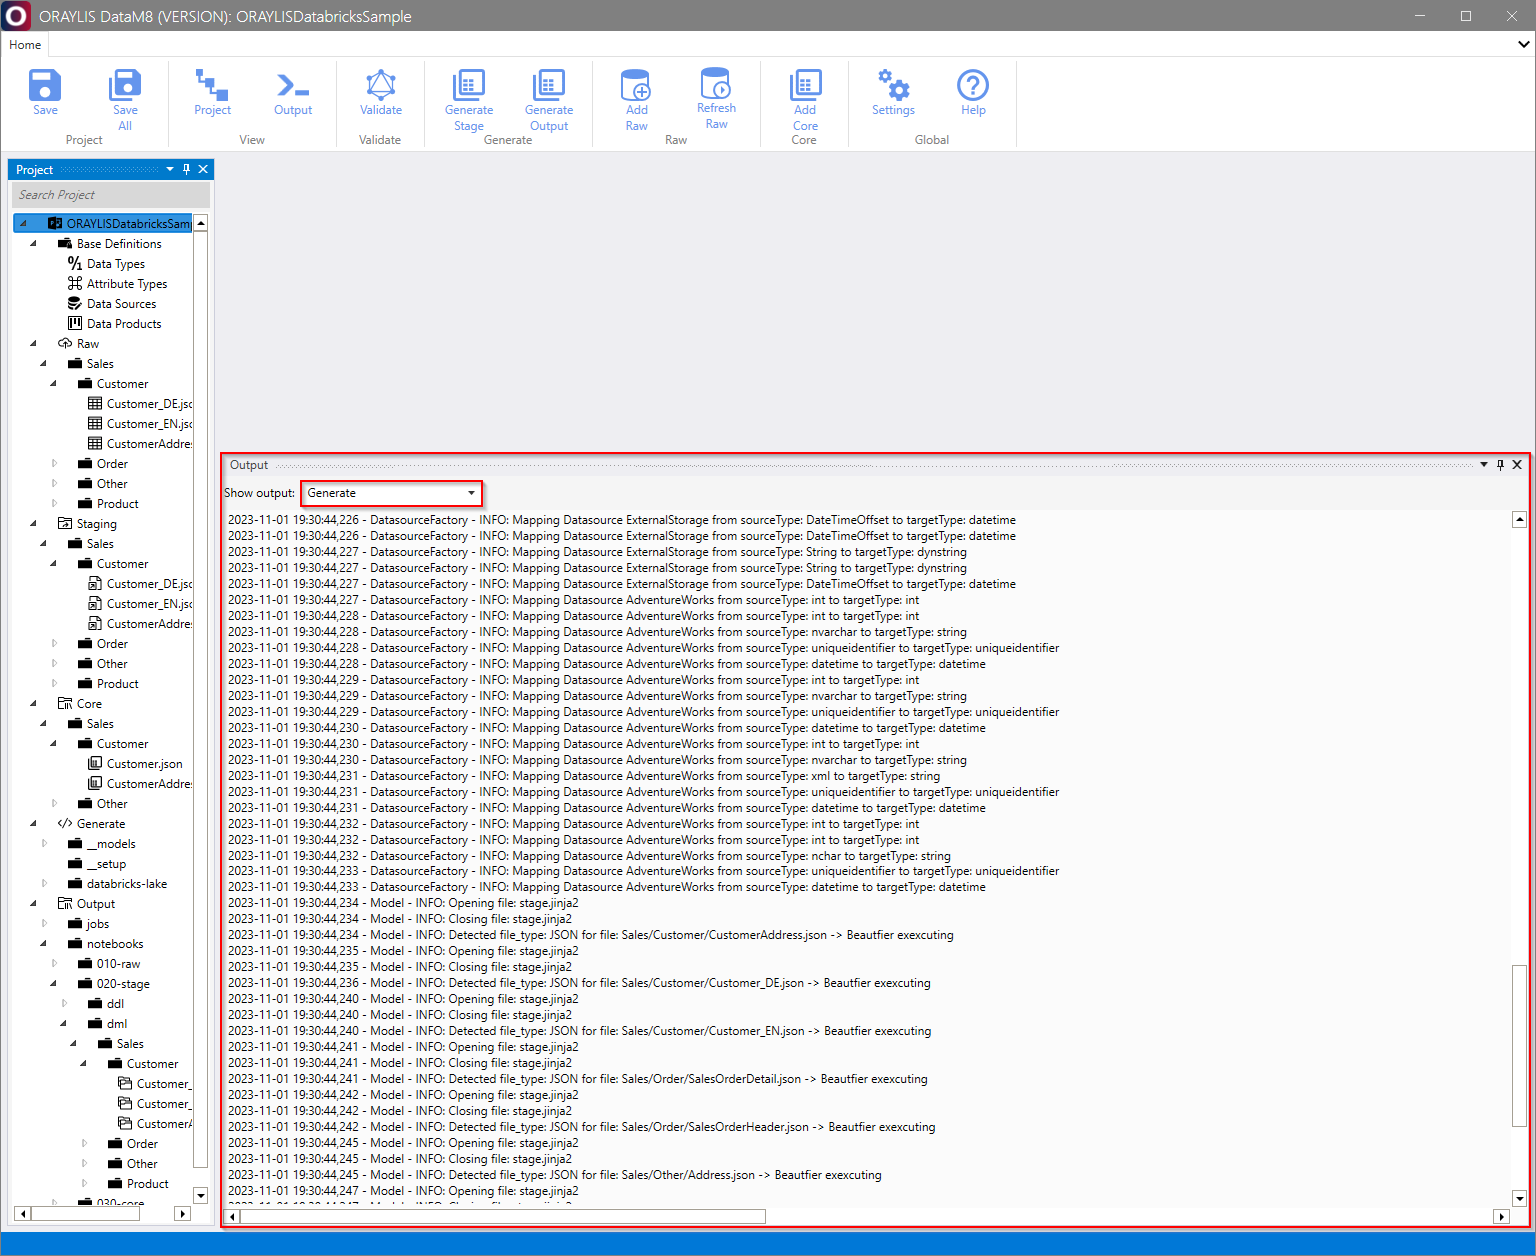 ORAYLIS DataM8 (VERSION): ORAYLISDatabricksSample
Home
Save
Save All
Project
Project
Output
View
Validate
Validate
Generate Stage
Generate Output
Generate
Add Raw
Refresh Raw
Raw
Add Core
Core
Settings
Help
Global
Project
Search Project
ORAYLISDatabricksSam
Base Definitions
Data Types
Attribute Types
Data Sources
Data Products
Raw
Sales
Customer
Customer_DE.jsc
Customer_EN.jsc
CustomerAddre
Order
Other
Product
Staging
Sales
Customer
Customer_DE.jsc
Customer_EN.jsc
CustomerAddre
Order
Other
Product
Core
Sales
Customer
Customer.json
CustomerAddre
Other
Generate
__models
__setup
databricks-lake
Output
jobs
notebooks
010-raw
020-stage
ddl
dml
Sales
Customer
Customer_
Customer_
CustomerA
Order
Other
Product
030-core
Output
Show output: Generate
2023-11-01 19:30:44,226 - DatasourceFactory - INFO: Mapping Datasource ExternalStorage from sourceType: DateTimeOffset to targetType: datetime
2023-11-01 19:30:44,226 - DatasourceFactory - INFO: Mapping Datasource ExternalStorage from sourceType: DateTimeOffset to targetType: datetime
2023-11-01 19:30:44,227 - DatasourceFactory - INFO: Mapping Datasource ExternalStorage from sourceType: String to targetType: dynstring
2023-11-01 19:30:44,227 - DatasourceFactory - INFO: Mapping Datasource ExternalStorage from sourceType: String to targetType: dynstring
2023-11-01 19:30:44,227 - DatasourceFactory - INFO: Mapping Datasource ExternalStorage from sourceType: DateTimeOffset to targetType: datetime
2023-11-01 19:30:44,227 - DatasourceFactory - INFO: Mapping Datasource AdventureWorks from sourceType: int to targetType: int
2023-11-01 19:30:44,228 - DatasourceFactory - INFO: Mapping Datasource AdventureWorks from sourceType: int to targetType: int
2023-11-01 19:30:44,228 - DatasourceFactory - INFO: Mapping Datasource AdventureWorks from sourceType: nvarchar to targetType: string
2023-11-01 19:30:44,228 - DatasourceFactory - INFO: Mapping Datasource AdventureWorks from sourceType: uniqueidentifier to targetType: uniqueidentifier
2023-11-01 19:30:44,228 - DatasourceFactory - INFO: Mapping Datasource AdventureWorks from sourceType: datetime to targetType: datetime
2023-11-01 19:30:44,229 - DatasourceFactory - INFO: Mapping Datasource AdventureWorks from sourceType: int to targetType: int
2023-11-01 19:30:44,229 - DatasourceFactory - INFO: Mapping Datasource AdventureWorks from sourceType: nvarchar to targetType: string
2023-11-01 19:30:44,229 - DatasourceFactory - INFO: Mapping Datasource AdventureWorks from sourceType: uniqueidentifier to targetType: uniqueidentifier
2023-11-01 19:30:44,230 - DatasourceFactory - INFO: Mapping Datasource AdventureWorks from sourceType: datetime to targetType: datetime
2023-11-01 19:30:44,230 - DatasourceFactory - INFO: Mapping Datasource AdventureWorks from sourceType: int to targetType: int
2023-11-01 19:30:44,230 - DatasourceFactory - INFO: Mapping Datasource AdventureWorks from sourceType: nvarchar to targetType: string
2023-11-01 19:30:44,231 - DatasourceFactory - INFO: Mapping Datasource AdventureWorks from sourceType: xml to targetType: string
2023-11-01 19:30:44,231 - DatasourceFactory - INFO: Mapping Datasource AdventureWorks from sourceType: uniqueidentifier to targetType: uniqueidentifier
2023-11-01 19:30:44,231 - DatasourceFactory - INFO: Mapping Datasource AdventureWorks from sourceType: datetime to targetType: datetime
2023-11-01 19:30:44,232 - DatasourceFactory - INFO: Mapping Datasource AdventureWorks from sourceType: int to targetType: int
2023-11-01 19:30:44,232 - DatasourceFactory - INFO: Mapping Datasource AdventureWorks from sourceType: int to targetType: int
2023-11-01 19:30:44,232 - DatasourceFactory - INFO: Mapping Datasource AdventureWorks from sourceType: nchar to targetType: string
2023-11-01 19:30:44,233 - DatasourceFactory - INFO: Mapping Datasource AdventureWorks from sourceType: uniqueidentifier to targetType: uniqueidentifier
2023-11-01 19:30:44,233 - DatasourceFactory - INFO: Mapping Datasource AdventureWorks from sourceType: datetime to targetType: datetime
2023-11-01 19:30:44,234 - Model - INFO: Opening file: stage.jinja2
2023-11-01 19:30:44,234 - Model - INFO: Closing file: stage.jinja2
2023-11-01 19:30:44,234 - Model - INFO: Detected file_type: JSON for file: Sales/Customer/CustomerAddress.json -> Beautfier exexcuting
2023-11-01 19:30:44,235 - Model - INFO: Opening file: stage.jinja2
2023-11-01 19:30:44,235 - Model - INFO: Closing file: stage.jinja2
2023-11-01 19:30:44,236 - Model - INFO: Detected file_type: JSON for file: Sales/Customer/Customer_DE.json -> Beautfier exexcuting
2023-11-01 19:30:44,240 - Model - INFO: Opening file: stage.jinja2
2023-11-01 19:30:44,240 - Model - INFO: Closing file: stage.jinja2
2023-11-01 19:30:44,240 - Model - INFO: Detected file_type: JSON for file: Sales/Customer/Customer_EN.json -> Beautfier exexcuting
2023-11-01 19:30:44,241 - Model - INFO: Opening file: stage.jinja2
2023-11-01 19:30:44,241 - Model - INFO: Closing file: stage.jinja2
2023-11-01 19:30:44,241 - Model - INFO: Detected file_type: JSON for file: Sales/Order/SalesOrderDetail.json -> Beautfier exexcuting
2023-11-01 19:30:44,242 - Model - INFO: Opening file: stage.jinja2
2023-11-01 19:30:44,242 - Model - INFO: Closing file: stage.jinja2
2023-11-01 19:30:44,242 - Model - INFO: Detected file_type: JSON for file: Sales/Order/SalesOrderHeader.json -> Beautfier exexcuting
2023-11-01 19:30:44,245 - Model - INFO: Opening file: stage.jinja2
2023-11-01 19:30:44,245 - Model - INFO: Closing file: stage.jinja2
2023-11-01 19:30:44,245 - Model - INFO: Detected file_type: JSON for file: Sales/Other/Address.json -> Beautfier exexcuting
2023-11-01 19:30:44,247 - Model - INFO: Opening file: stage.jinja2